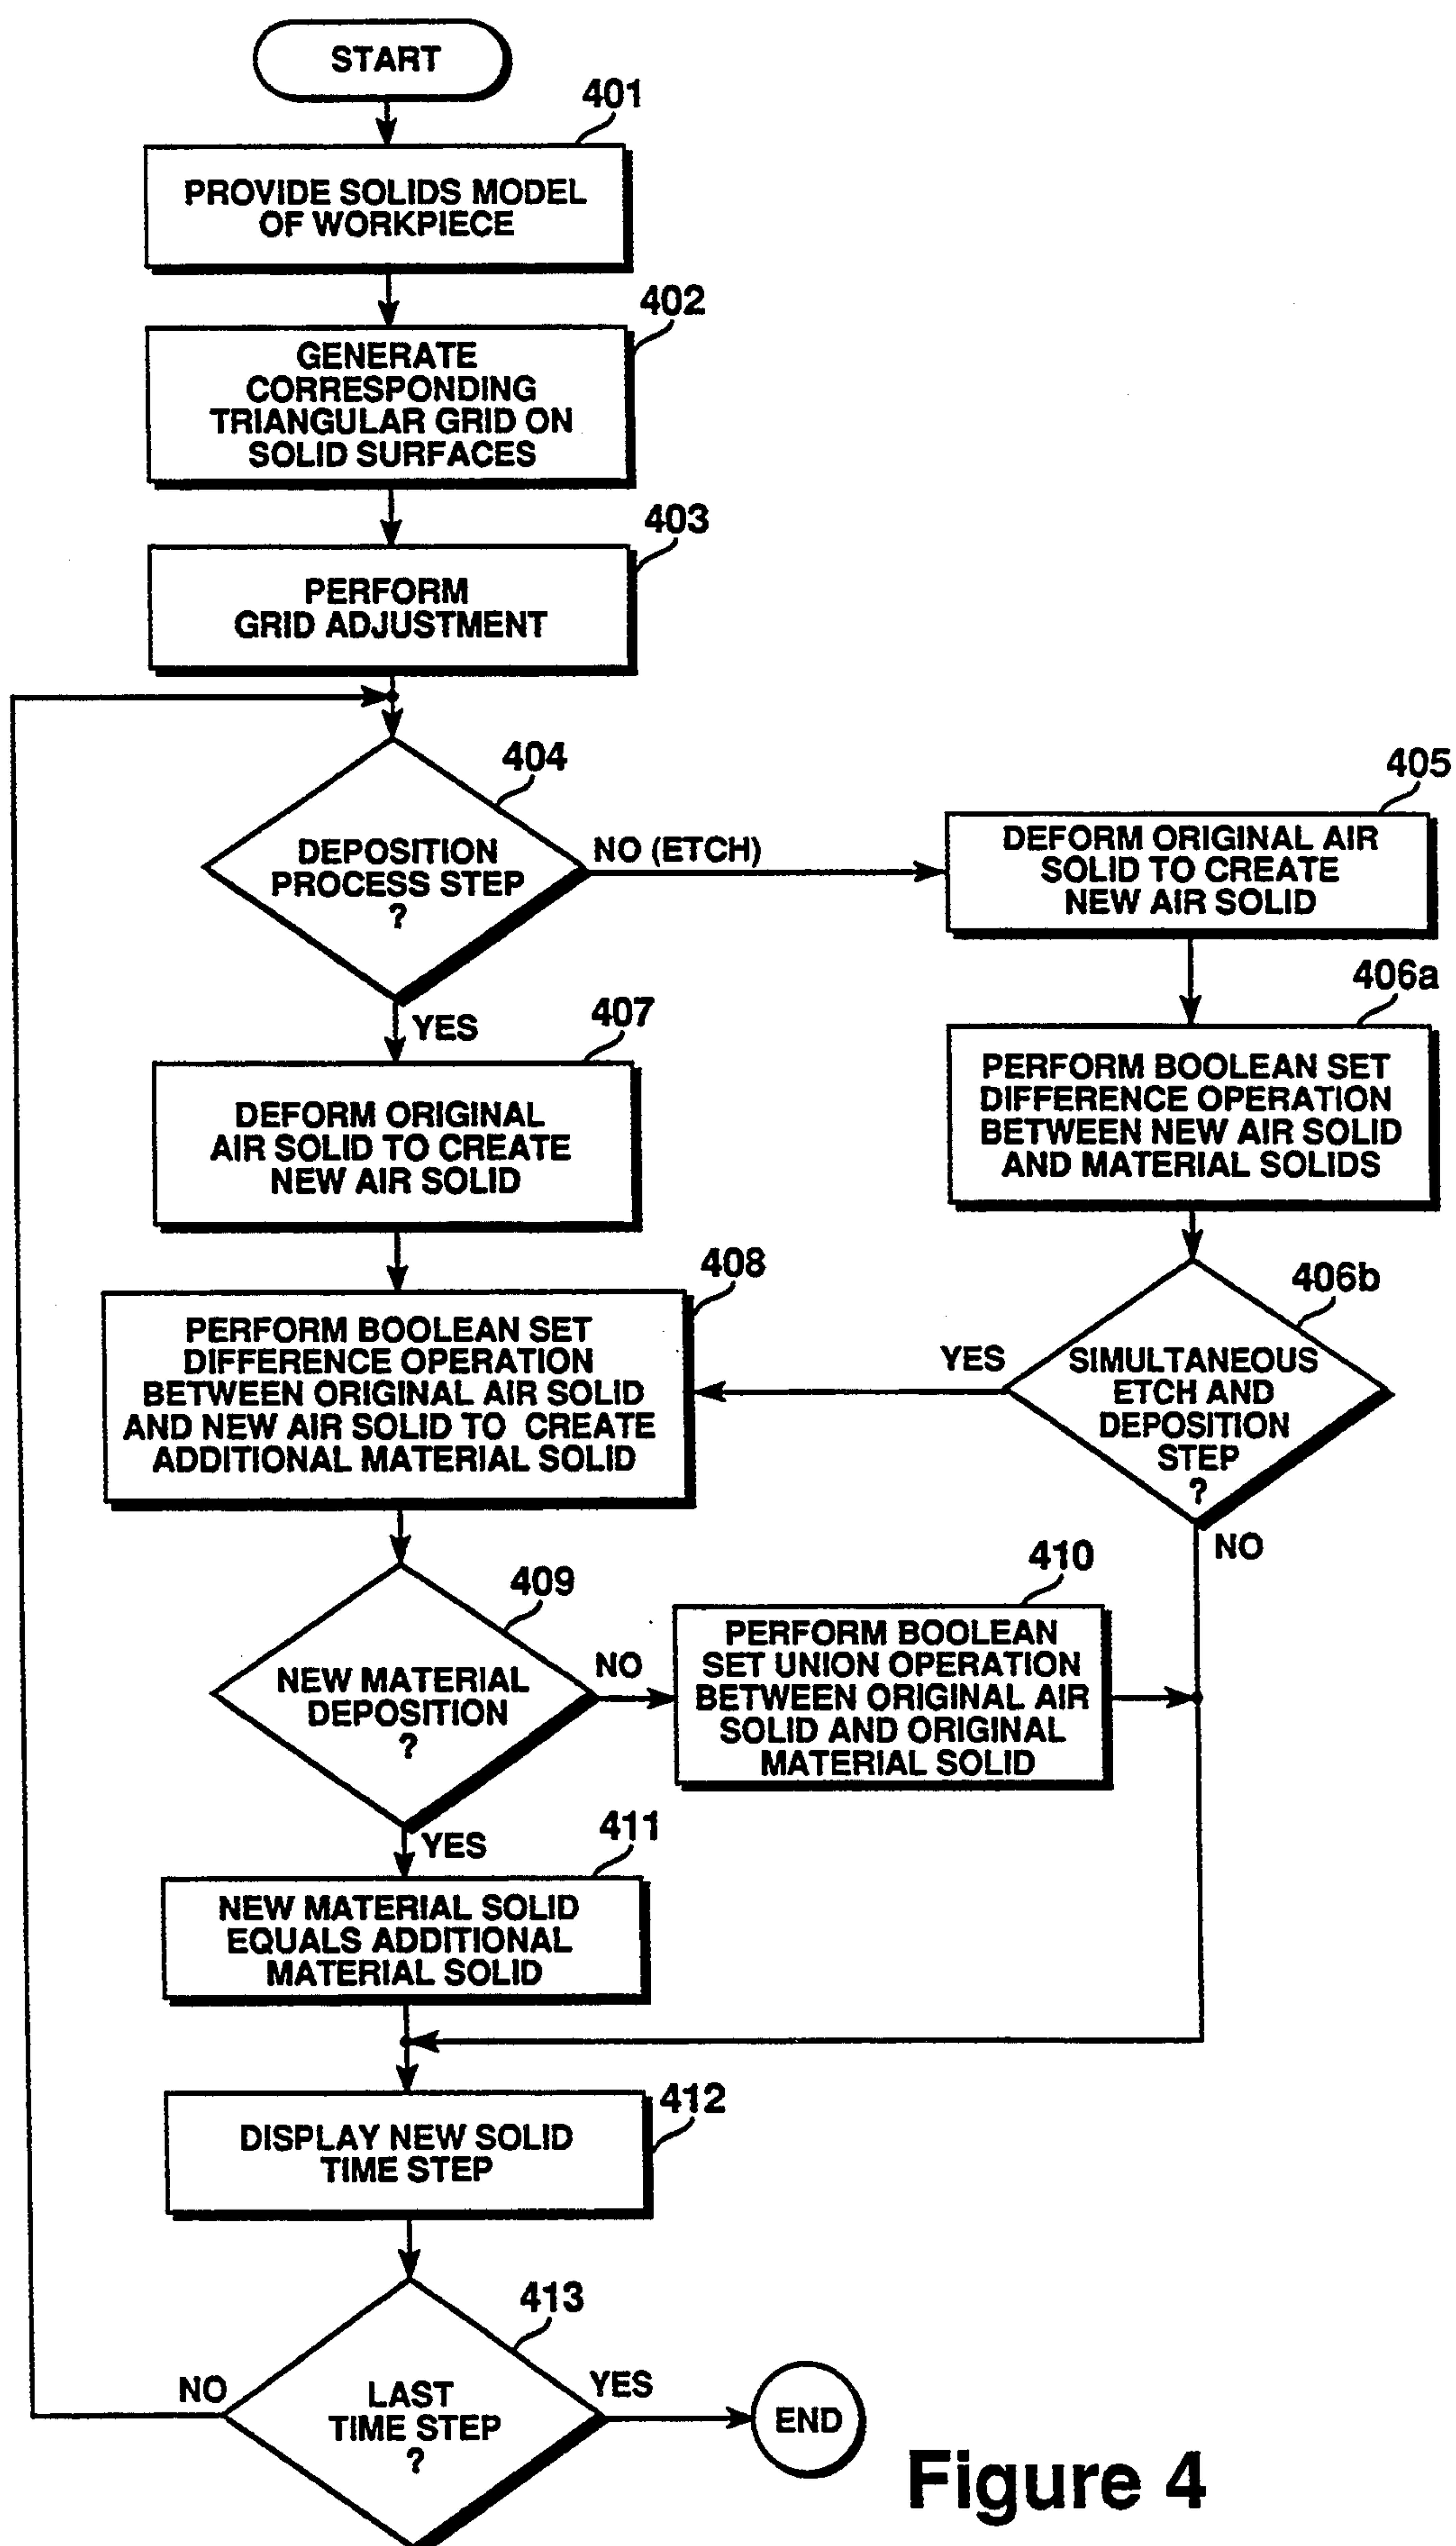 START
401
PROVIDE SOLIDS MODEL
OF WORKPIECE
402
GENERATE
CORRESPONDING
TRIANGULAR GRID ON
SOLID SURFACES
403
PERFORM
GRID ADJUSTMENT
404
DEPOSITION
PROCESS STEP
?
NO (ETCH)
405
DEFORM ORIGINAL AIR
SOLID TO CREATE
NEW AIR SOLID
406a
PERFORM BOOLEAN SET
DIFFERENCE OPERATION
BETWEEN NEW AIR SOLID
AND MATERIAL SOLIDS
YES
407
DEFORM ORIGINAL
AIR SOLID TO CREATE
NEW AIR SOLID
406b
SIMULTANEOUS
ETCH AND
DEPOSITION
STEP
?
YES
NO
408
PERFORM BOOLEAN SET
DIFFERENCE OPERATION
BETWEEN ORIGINAL AIR SOLID
AND NEW AIR SOLID TO CREATE
ADDITIONAL MATERIAL SOLID
409
NEW MATERIAL
DEPOSITION
?
NO
410
PERFORM BOOLEAN
SET UNION OPERATION
BETWEEN ORIGINAL AIR
SOLID AND ORIGINAL
MATERIAL SOLID
YES
411
NEW MATERIAL SOLID
EQUALS ADDITIONAL
MATERIAL SOLID
412
DISPLAY NEW SOLID
TIME STEP
413
LAST
TIME STEP
?
NO
YES
END
Figure 4